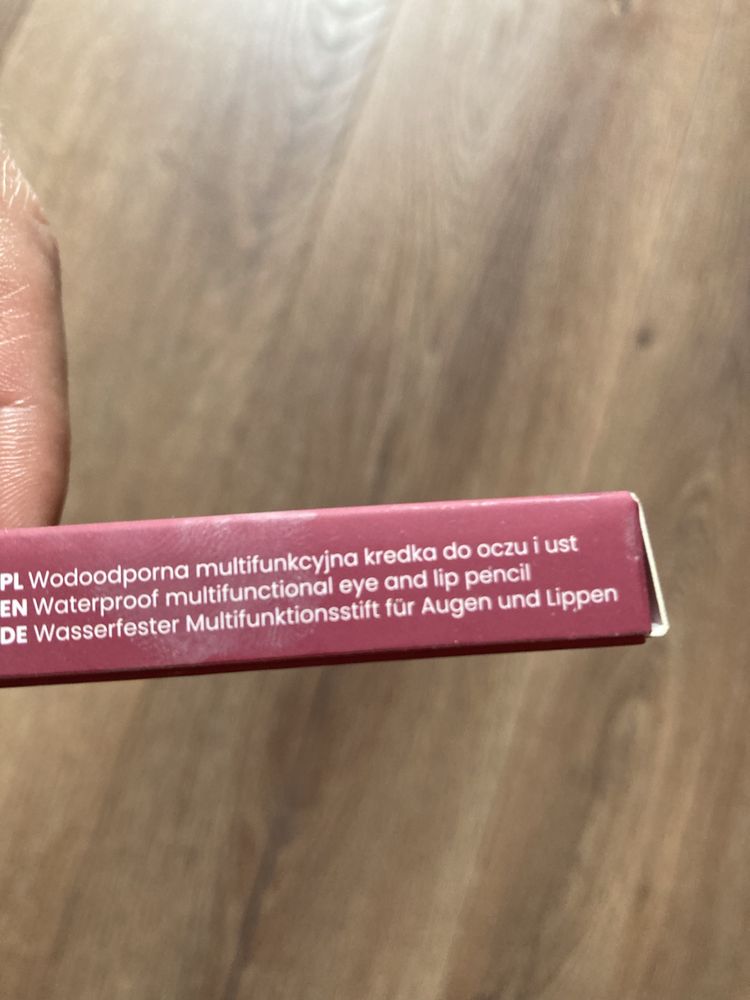 PL Wodoodporna multifunkcyjna kredka do oczu i ust
EN Waterproof multifunctional eye and lip pencil
DE Wasserfester Multifunktionsstift für Augen und Lippen